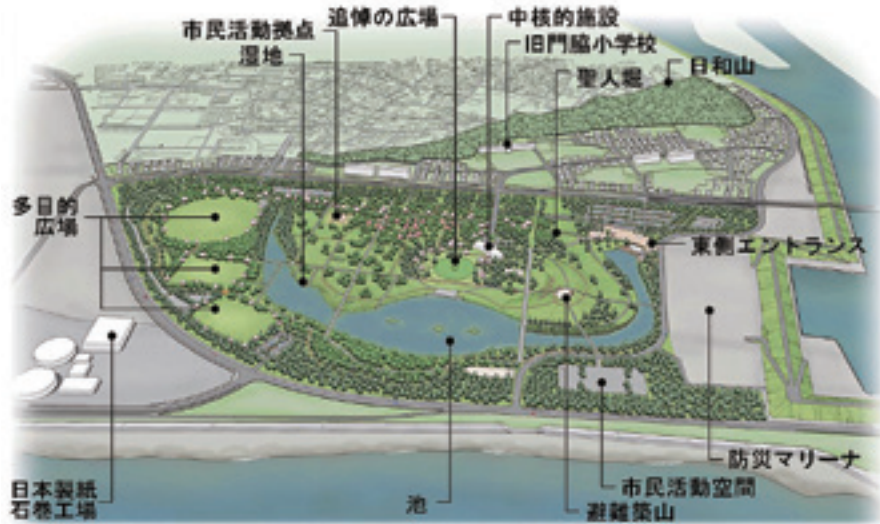 追悼の広場
中核的施設
市民活動拠点
旧門脇小学校
湿地
日和山
聖人堀
多目的
広場
東側エントランス
防災マリーナ
日本製紙
石巻工場
池
市民活動空間
避難築山